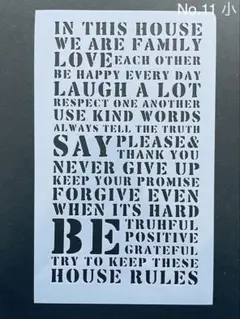 No.11 小
IN THIS HOUSE
WE ARE FAMILY
LOVE EACH OTHER
BE HAPPY EVERY DAY
LAUGH A LOT
RESPECT ONE ANOTHER
USE KIND WORDS
ALWAYS TELL THE TRUTH
SAY PLEASE&
THANK YOU
NEVER GIVE UP
KEEP YOUR PROMISE
FORGIVE EVEN
WHEN ITS HARD
BE TRUTHFUL
POSITIVE
GRATEFUL
TRY TO KEEP THESE
HOUSE RULES